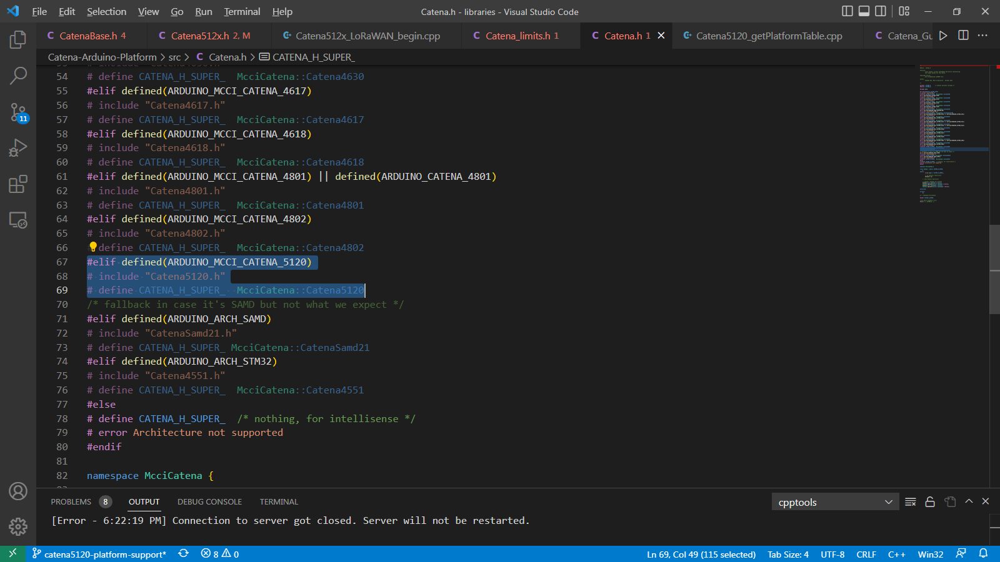 File Edit Selection View Go Run Terminal Help
Catena.h - libraries - Visual Studio Code
CatenaBase.h 4
Catena512x.h 2, M
Catena512x_LoRaWAN_begin.cpp
Catena_limits.h 1
Catena.h 1
Catena5120_getPlatformTable.cpp
Catena_Gu
Catena-Arduino-Platform > src > C Catena.h > CATENA_H_SUPER_
54 # define CATENA_H_SUPER_  McciCatena::Catena4630
55 #elif defined(ARDUINO_MCCI_CATENA_4617)
56 # include "Catena4617.h"
57 # define CATENA_H_SUPER_  McciCatena::Catena4617
58 #elif defined(ARDUINO_MCCI_CATENA_4618)
59 # include "Catena4618.h"
60 # define CATENA_H_SUPER_  McciCatena::Catena4618
61 #elif defined(ARDUINO_MCCI_CATENA_4801) || defined(ARDUINO_CATENA_4801)
62 # include "Catena4801.h"
63 # define CATENA_H_SUPER_  McciCatena::Catena4801
64 #elif defined(ARDUINO_MCCI_CATENA_4802)
65 # include "Catena4802.h"
66 define CATENA_H_SUPER_  McciCatena::Catena4802
67 #elif defined(ARDUINO_MCCI_CATENA_5120)
68 # include "Catena5120.h"
69 # define CATENA_H_SUPER_  McciCatena::Catena5120
70 /* fallback in case it's SAMD but not what we expect */
71 #elif defined(ARDUINO_ARCH_SAMD)
72 # include "CatenaSamd21.h"
73 # define CATENA_H_SUPER_ McciCatena::CatenaSamd21
74 #elif defined(ARDUINO_ARCH_STM32)
75 # include "Catena4551.h"
76 # define CATENA_H_SUPER_  McciCatena::Catena4551
77 #else
78 # define CATENA_H_SUPER_  /* nothing, for intellisense */
79 # error Architecture not supported
80 #endif
81
82 namespace McciCatena {
11
PROBLEMS 8 OUTPUT DEBUG CONSOLE TERMINAL
cpptools
[Error - 6:22:19 PM] Connection to server got closed. Server will not be restarted.
catena5120-platform-support* 8 0
Ln 69, Col 49 (115 selected) Tab Size: 4 UTF-8 CRLF C++ Win32